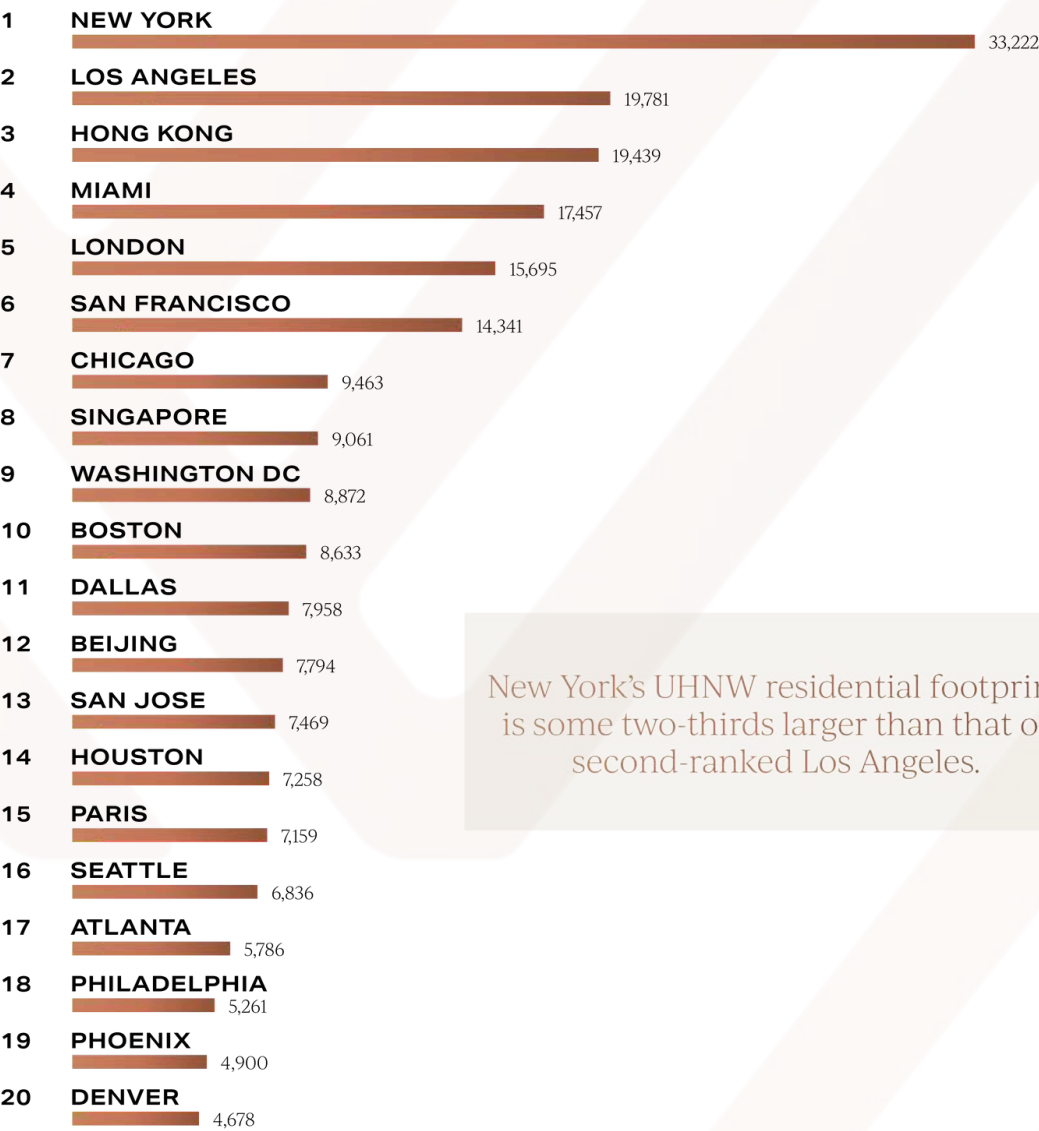 1 NEW YORK
33,222
2 LOS ANGELES
19,781
3 HONG KONG
19,439
4 MIAMI
17,457
5 LONDON
15,695
6 SAN FRANCISCO
14,341
7 CHICAGO
9,463
8 SINGAPORE
9,061
9 WASHINGTON DC
8,872
10 BOSTON
8,633
11 DALLAS
7,958
12 BEIJING
7,794
13 SAN JOSE
7,469
14 HOUSTON
7,258
15 PARIS
7,159
16 SEATTLE
6,836
17 ATLANTA
5,786
18 PHILADELPHIA
5,261
19 PHOENIX
4,900
20 DENVER
4,678
New York's UHNW residential
is some two-thirds larger than that
second-ranked Los Angeles.